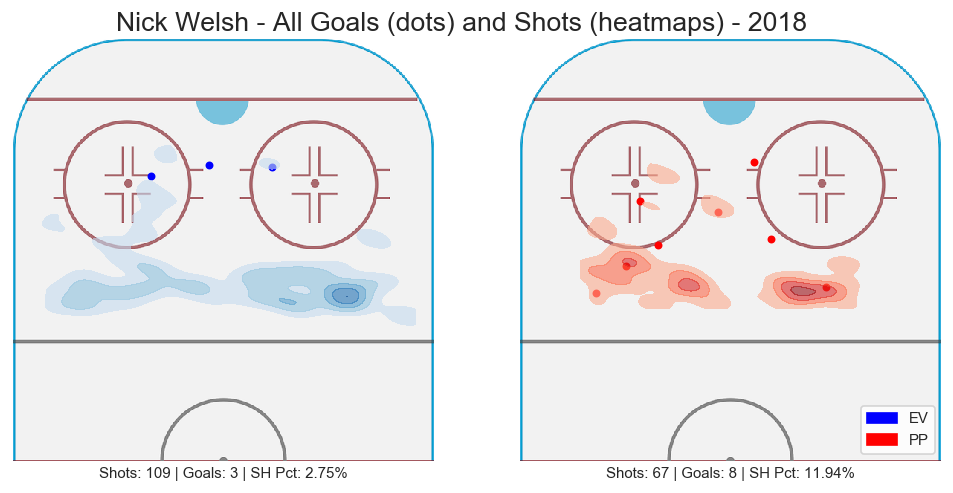 Nick Welsh - All Goals (dots) and Shots (heatmaps) - 2018
EV
PP
Shots: 109 | Goals: 3 | SH Pct: 2.75%
Shots: 67 | Goals: 8 | SH Pct: 11.94%